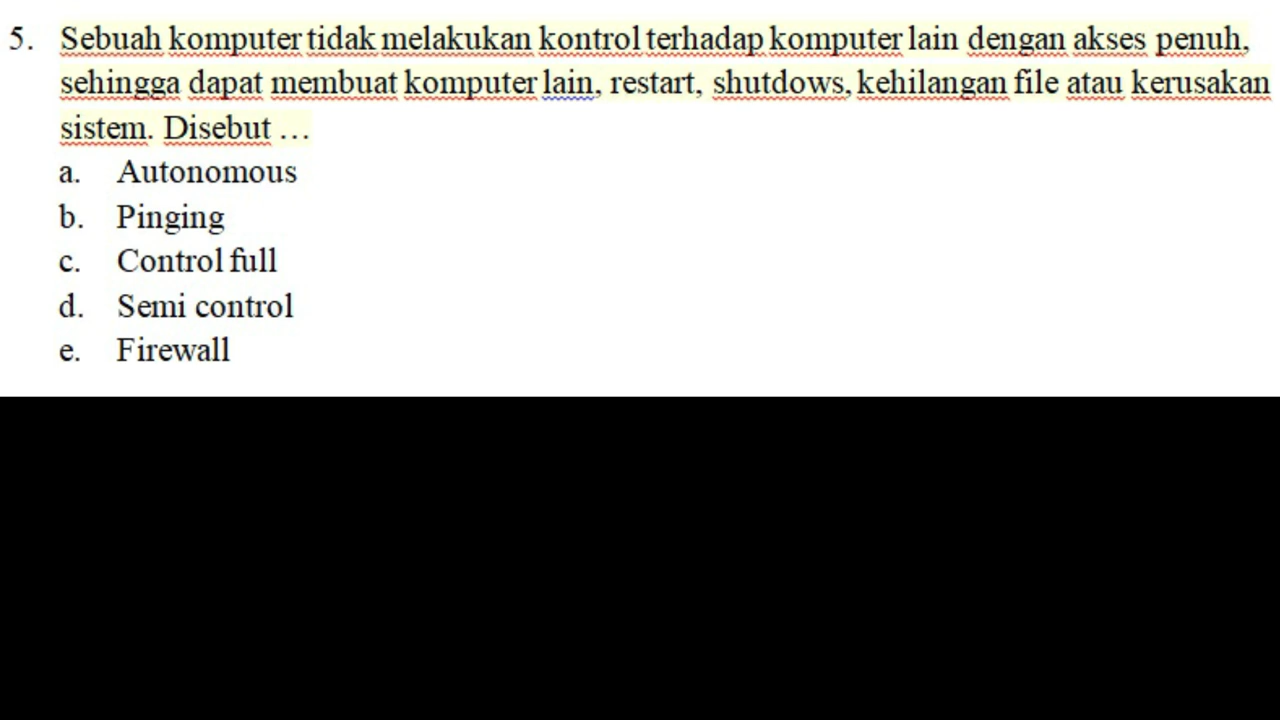 5. Sebuah komputer tidak melakukan kontrol terhadap komputer lain dengan akses penuh,
sehingga dapat membuat komputer lain, restart, shutdows, kehilangan file atau kerusakan
sistem. Disebut …
a. Autonomous
b. Pinging
c. Control full
d. Semi control
e. Firewall